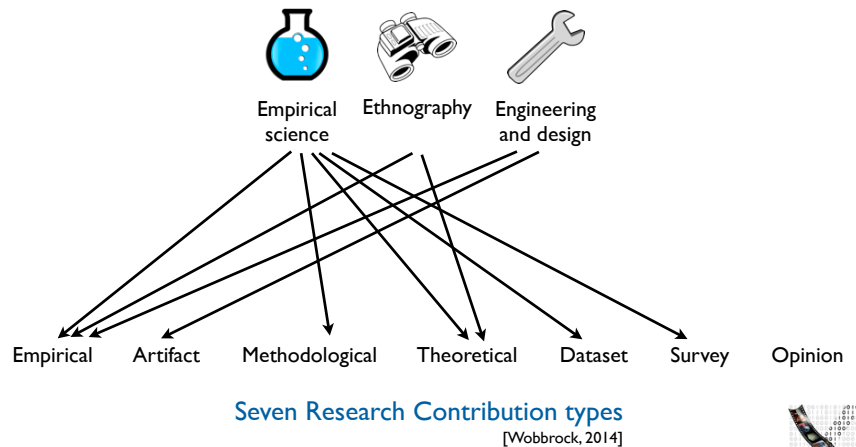 Empirical
science
Ethnography
Engineering
and design
Empirical Artifact Methodological Theoretical Dataset Survey Opinion
Seven Research Contribution types
[Wobbrock, 2014]